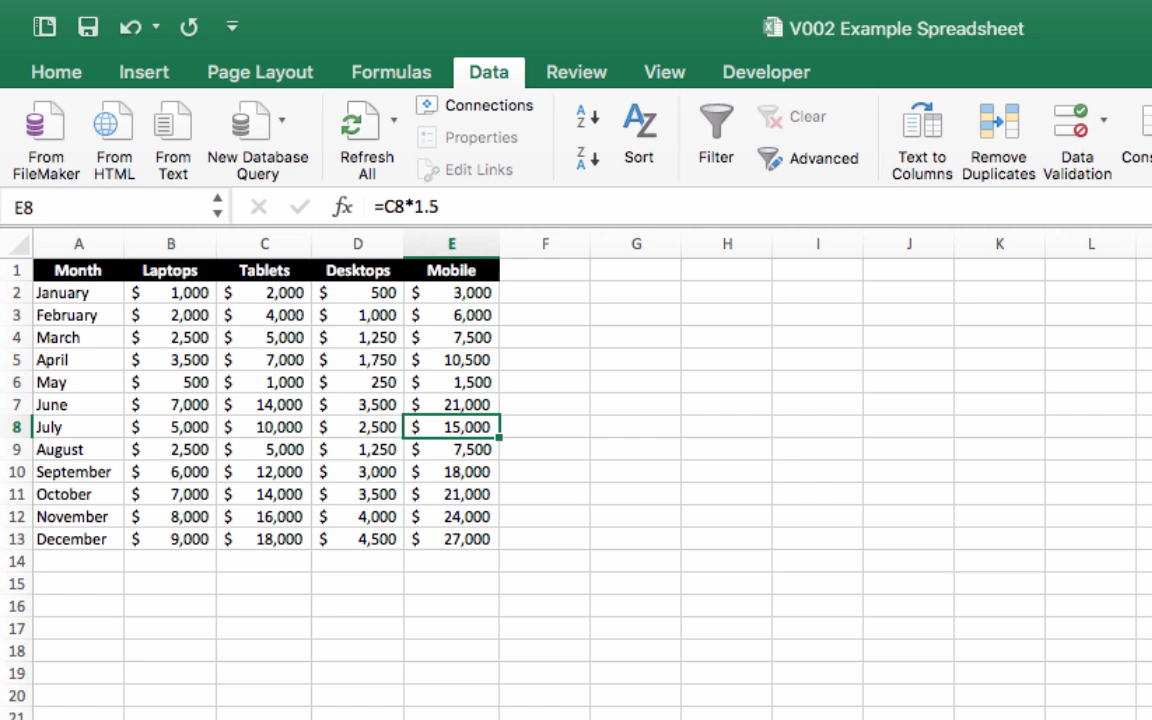 V002 Example Spreadsheet
Home Insert Page Layout Formulas Data Review View Developer
From FileMaker
From HTML
From Text
New Database Query
Refresh All
Connections
Properties
Edit Links
A Z
Z A
AZ
Sort
Filter
Clear
Advanced
Text to Columns
Remove Duplicates
Data Validation
E8 fx =C8*1.5
A B C D E F G H I J K L
1 Month Laptops Tablets Desktops Mobile
2 January $ 1,000 $ 2,000 $ 500 $ 3,000
3 February $ 2,000 $ 4,000 $ 1,000 $ 6,000
4 March $ 2,500 $ 5,000 $ 1,250 $ 7,500
5 April $ 3,500 $ 7,000 $ 1,750 $ 10,500
6 May $ 500 $ 1,000 $ 250 $ 1,500
7 June $ 7,000 $ 14,000 $ 3,500 $ 21,000
8 July $ 5,000 $ 10,000 $ 2,500 $ 15,000
9 August $ 2,500 $ 5,000 $ 1,250 $ 7,500
10 September $ 6,000 $ 12,000 $ 3,000 $ 18,000
11 October $ 7,000 $ 14,000 $ 3,500 $ 21,000
12 November $ 8,000 $ 16,000 $ 4,000 $ 24,000
13 December $ 9,000 $ 18,000 $ 4,500 $ 27,000
14
15
16
17
18
19
20
21